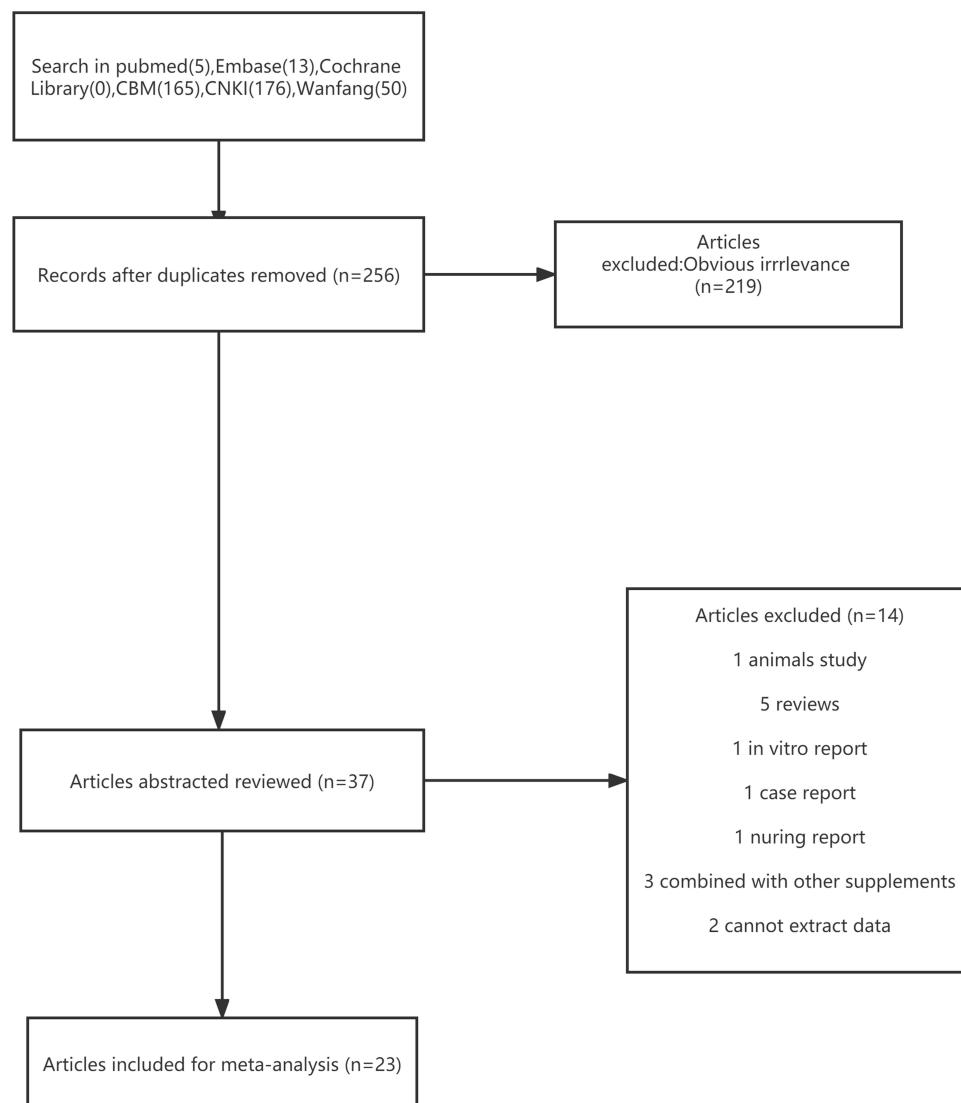 Search in pubmed(5),Embase(13),Cochrane
Library(0),CBM(165),CNKI(176),Wanfang(50)
Records after duplicates removed (n=256)
Articles
excluded:Obvious irrrlevance
(n=219)
Articles excluded (n=14)
1 animals study
5 reviews
1 in vitro report
1 case report
1 nuring report
3 combined with other supplements
2 cannot extract data
Articles abstracted reviewed (n=37)
Articles included for meta-analysis (n=23)